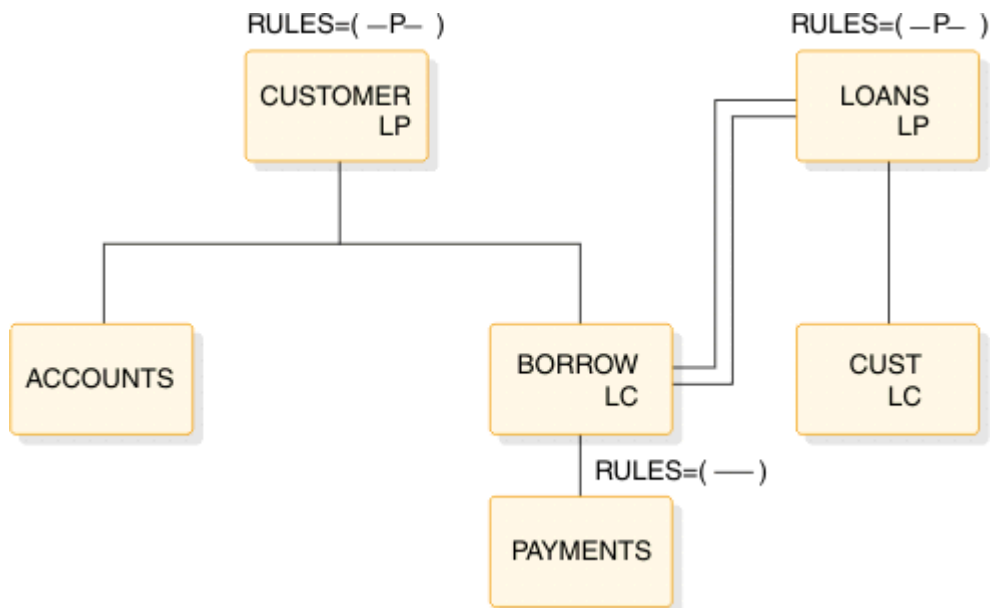 RULES=( —P— )
RULES=( —P— )
CUSTOMER
LP
LOANS
LP
ACCOUNTS
BORROW
LC
CUST
LC
RULES=( —— )
PAYMENTS